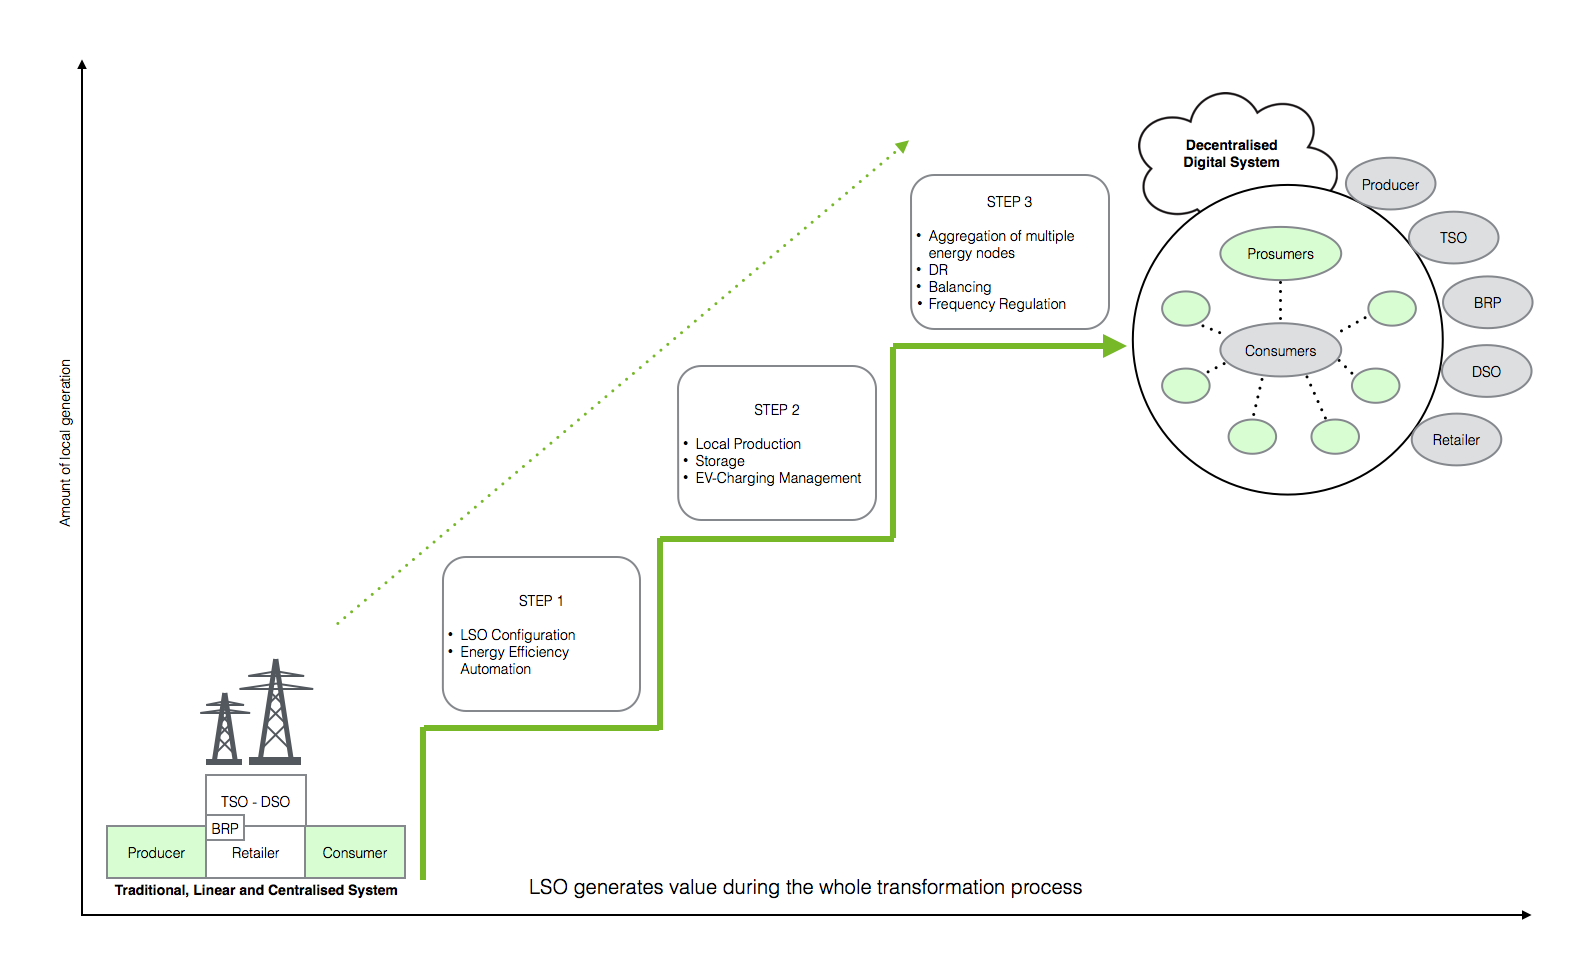 Decentralised
Digital System
Producer
TSO
BRP
DSO
Retailer
Prosumers
Consumers
STEP 3
• Aggregation of multiple
energy nodes
• DR
• Balancing
• Frequency Regulation
STEP 2
• Local Production
• Storage
• EV-Charging Management
STEP 1
• LSO Configuration
• Energy Efficiency
Automation
Amount of local generation
TSO - DSO
BRP
Producer
Retailer
Consumer
Traditional, Linear and Centralised System
LSO generates value during the whole transformation process